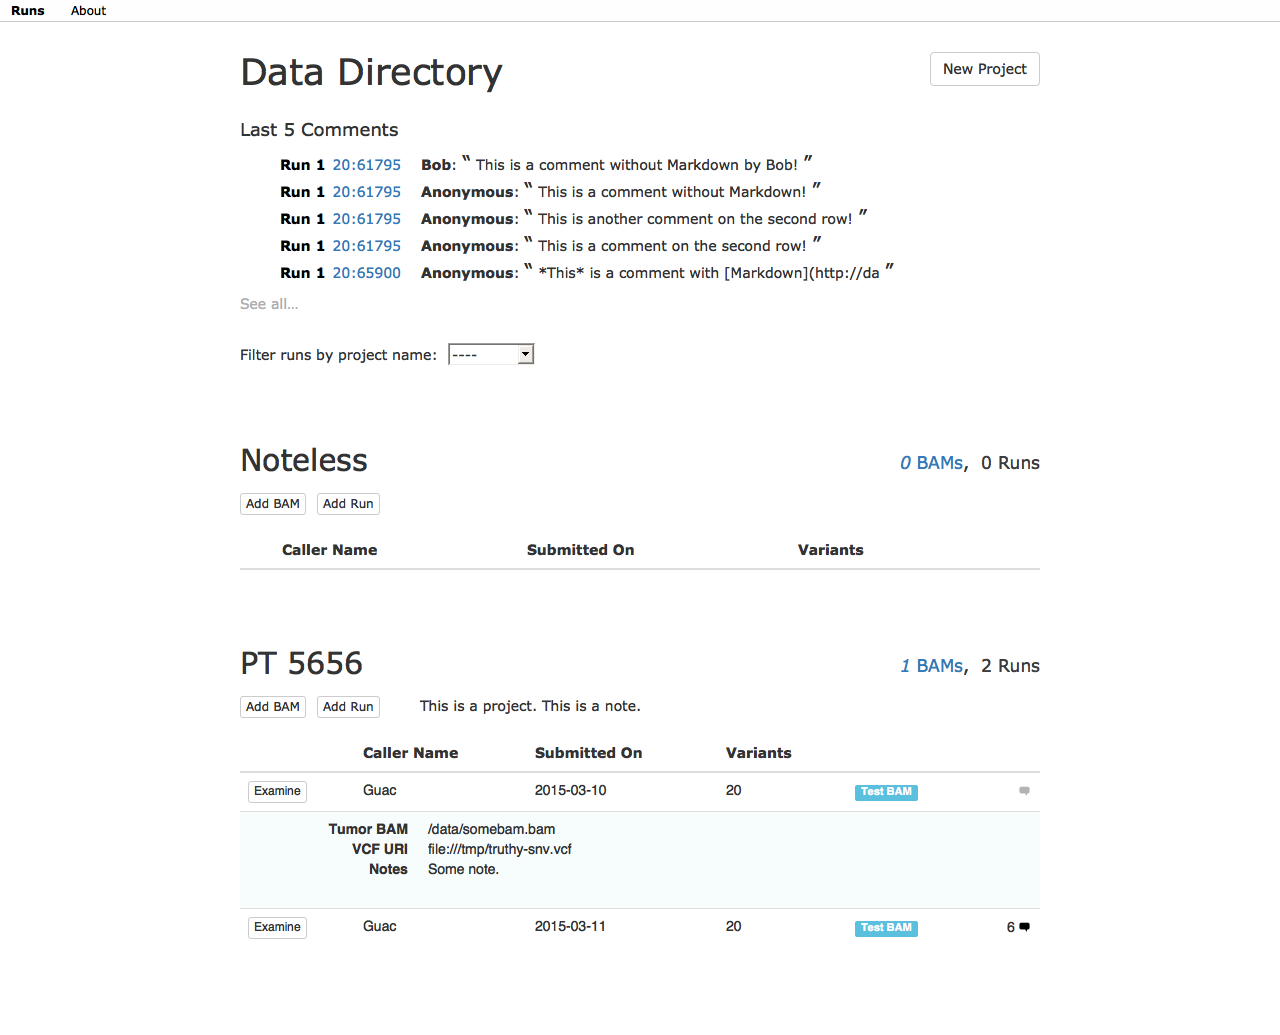 Runs About
Data Directory New Project
Last 5 Comments
Run 1 20:61795 Bob: “ This is a comment without Markdown by Bob! ”
Run 1 20:61795 Anonymous: “ This is a comment without Markdown! ”
Run 1 20:61795 Anonymous: “ This is another comment on the second row! ”
Run 1 20:61795 Anonymous: “ This is a comment on the second row! ”
Run 1 20:65900 Anonymous: “ *This* is a comment with [Markdown](http://da ”
See all...
Filter runs by project name: ----
Noteless 0 BAMs, 0 Runs
Add BAM Add Run
Caller Name Submitted On Variants
PT 5656 1 BAMs, 2 Runs
Add BAM Add Run This is a project. This is a note.
Caller Name Submitted On Variants
Examine Guac 2015-03-10 20 Test BAM
Tumor BAM /data/somebam.bam
VCF URI file:///tmp/truthy-snv.vcf
Notes Some note.
Examine Guac 2015-03-11 20 Test BAM 6